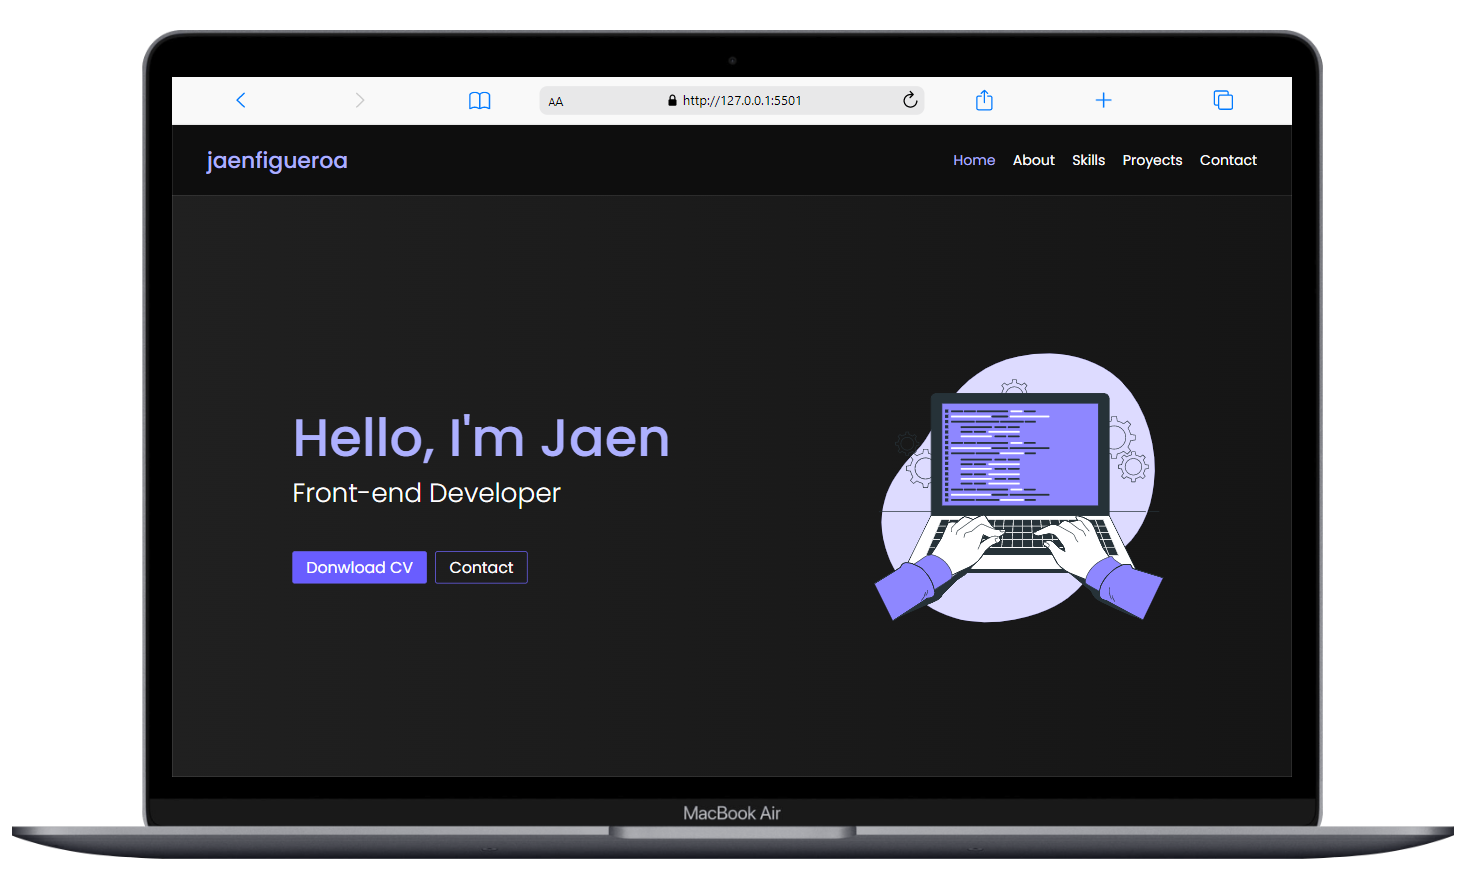 AA http://127.0.0.1:5501
jaenfigueroa Home About Skills Proyects Contact
Hello, I'm Jaen
Front-end Developer
Donwload CV Contact
MacBook Air